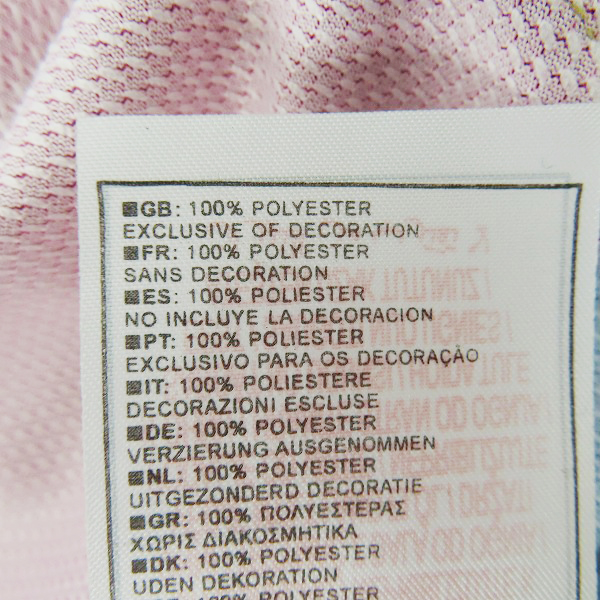 ■GB: 100% POLYESTER
EXCLUSIVE OF DECORATION
■FR: 100% POLYESTER
SANS DECORATION
■ES: 100% POLIESTER
NO INCLUYE LA DECORACION
■PT: 100% POLIESTER
EXCLUSIVO PARA OS DECORAÇÃO
■IT: 100% POLIESTERE
DECORAZIONI ESCLUSE
■DE: 100% POLYESTER
VERZIERUNG AUSGENOMMEN
■NL: 100% POLYESTER
UITGEZONDERD DECORATIE
■GR: 100% ΠΟΛΥΕΣΤΕΡΑΣ
ΧΩΡΙΣ ΔΙΑΚΟΣΜΗΤΙΚΑ
■DK: 100% POLYESTER
UDEN DEKORATION
100% POLYESTER